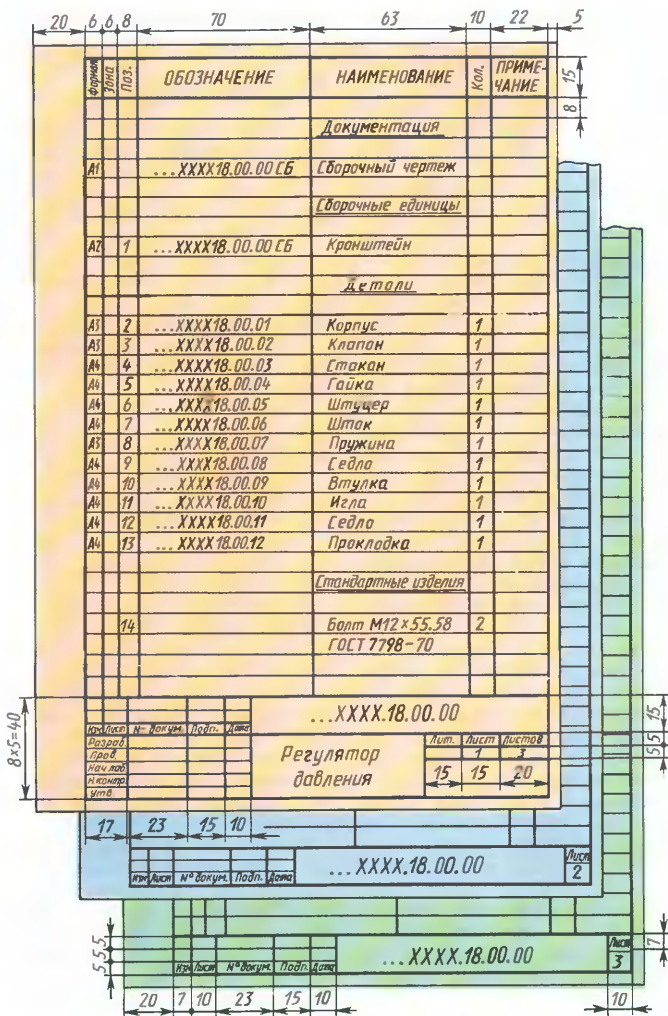 20 6 6 8 70 63 10 22 5
Формат Зона Поз. ОБОЗНАЧЕНИЕ НАИМЕНОВАНИЕ Кол. ПРИМЕ-
ЧАНИЕ
15
8
Документация
А1 ...XXXX18.00.00 СБ Сборочный чертеж
Сборочные единицы
А2 1 ...XXXX18.00.00 СБ Кронштейн
Детали
А3 2 ...XXXX18.00.01 Корпус 1
А3 3 ...XXXX18.00.02 Клапан 1
А4 4 ...XXXX18.00.03 Стакан 1
А4 5 ...XXXX18.00.04 Гайка 1
А4 6 ...XXXX18.00.05 Штуцер 1
А4 7 ...XXXX18.00.06 Шток 1
А3 8 ...XXXX18.00.07 Пружина 1
А4 9 ...XXXX18.00.08 Седло 1
А4 10 ...XXXX18.00.09 Втулка 1
А4 11 ...XXXX18.00.10 Игла 1
А4 12 ...XXXX18.00.11 Седло 1
А4 13 ...XXXX18.00.12 Прокладка 1
Стандартные изделия
14 Болт М12×55.58 2
ГОСТ 7798-70
8×5=40
...XXXX.18.00.00
15
Изм Лист № докум. Подп. Дата
Разраб.
Пров.
Нач лаб
Н.контр
Утв.
Регулятор
давления
Лит. Лист Листов
1 3
15 15 20
5 5
17 23 15 10
Изм Лист № докум. Подп. Дата
...XXXX.18.00.00
Лист
2
5 5 5
Изм Лист № докум. Подп. Дата
...XXXX.18.00.00
Лист
3
7
20 7 10 23 15 10 10